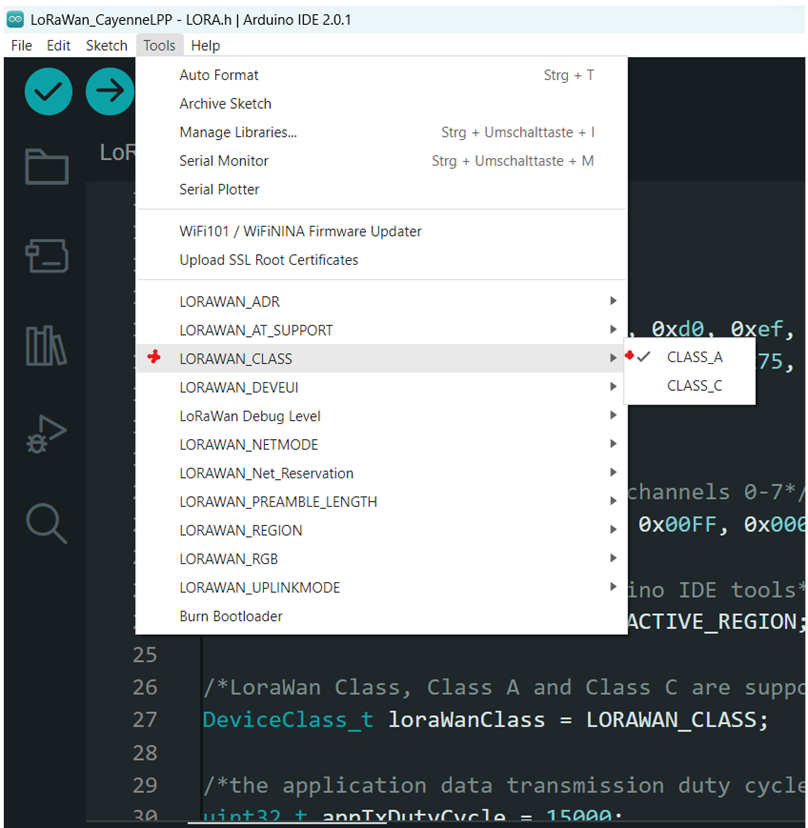 LoRaWan_CayenneLPP - LORA.h | Arduino IDE 2.0.1
File Edit Sketch Tools Help
Auto Format Strg + T
Archive Sketch
Manage Libraries... Strg + Umschalttaste + I
Serial Monitor Strg + Umschalttaste + M
Serial Plotter
WiFi101 / WiFiNINA Firmware Updater
Upload SSL Root Certificates
LORAWAN_ADR
LORAWAN_AT_SUPPORT
, 0xd0, 0xef,
LORAWAN_CLASS
CLASS_A
75,
LORAWAN_DEVEUI
CLASS_C
LoRaWan Debug Level
LORAWAN_NETMODE
LORAWAN_Net_Reservation
LORAWAN_PREAMBLE_LENGTH
channels 0-7*/
LORAWAN_REGION
0x00FF, 0x000
LORAWAN_RGB
LORAWAN_UPLINKMODE
ino IDE tools*
Burn Bootloader
ACTIVE_REGION;
25
26 /*LoraWan Class, Class A and Class C are suppo
27 DeviceClass_t loraWanClass = LORAWAN_CLASS;
28
29 /*the application data transmission duty cycle
30 uint32_t appTxDutyCycle = 15000;